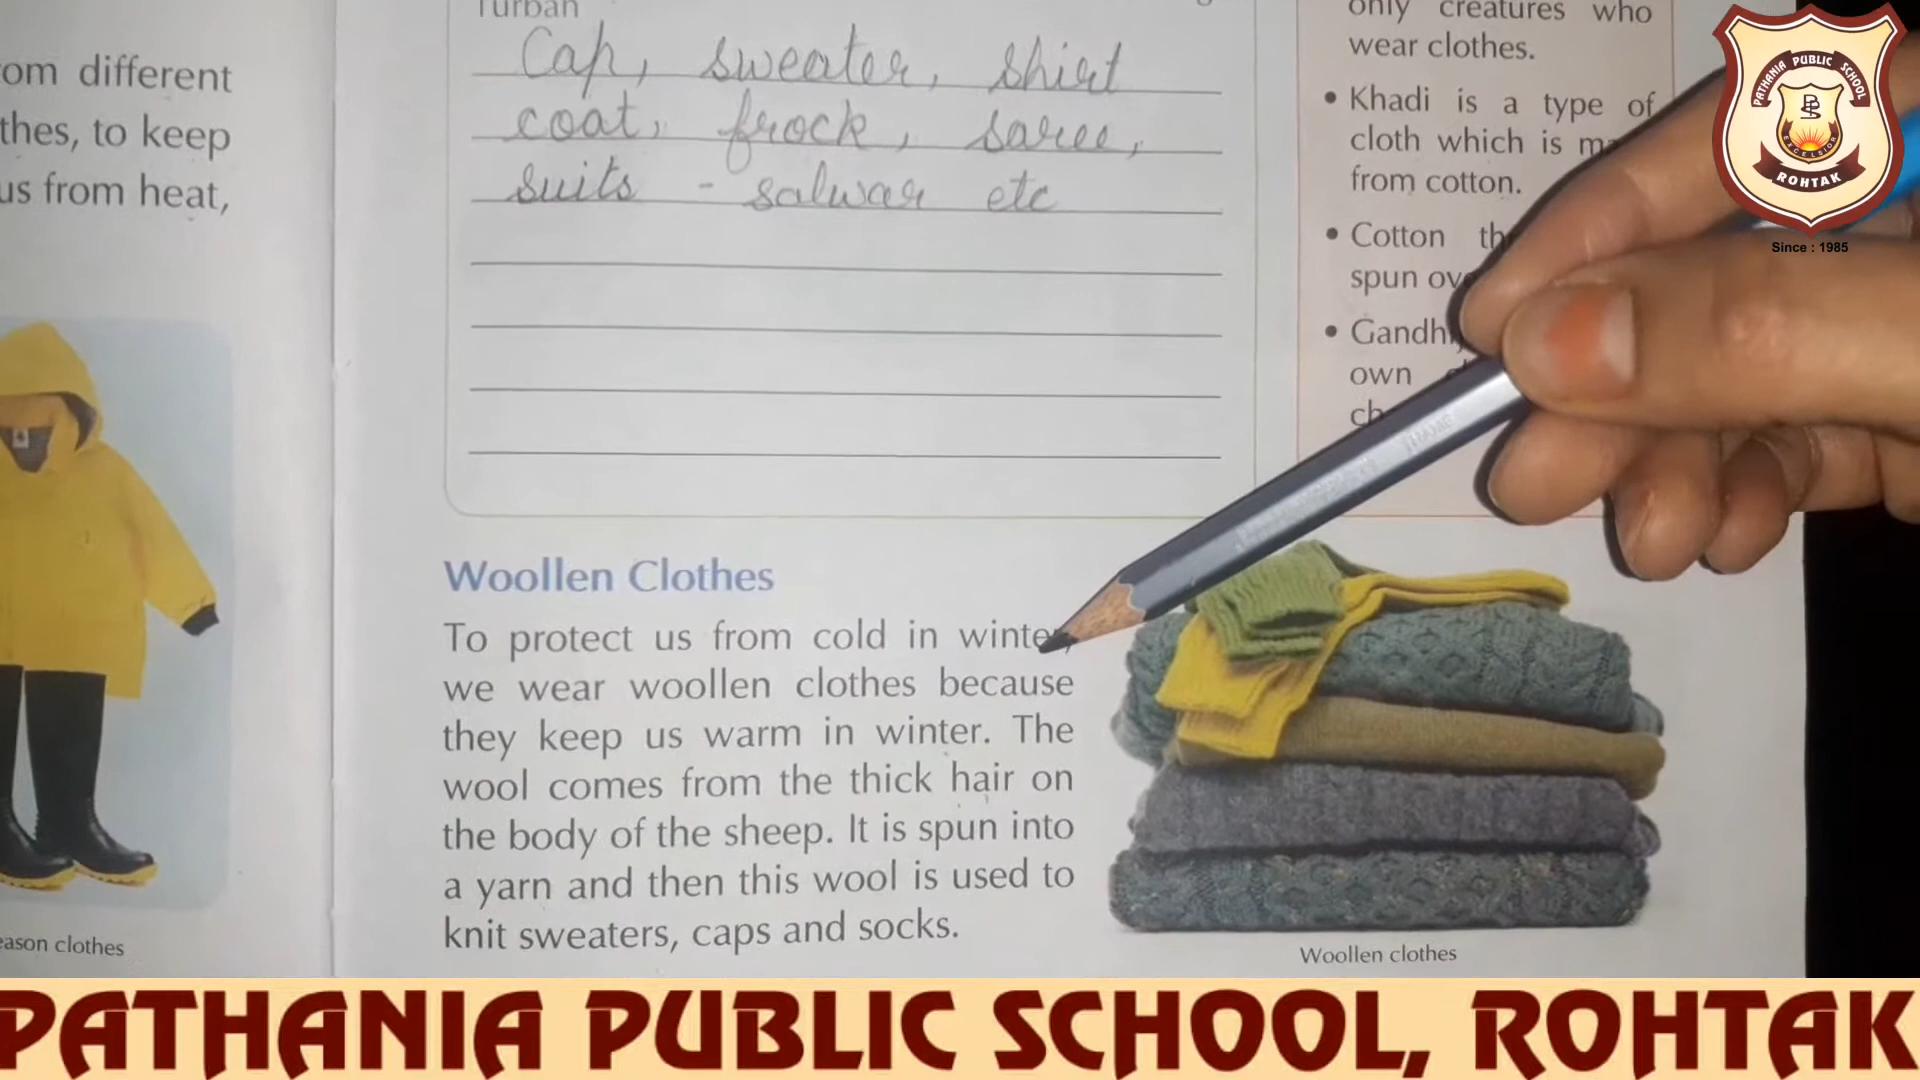 om different
thes, to keep
us from heat,
eason clothes
Turban
Cap, sweater, shirt
coat, frock, saree,
suits - salwar etc
only creatures who
wear clothes.
• Khadi is a type of
cloth which is
from cotton.
• Cotton
spun
• Gandhi
own
Woollen Clothes
To protect us from cold in winter,
we wear woollen clothes because
they keep us warm in winter. The
wool comes from the thick hair on
the body of the sheep. It is spun into
a yarn and then this wool is used to
knit sweaters, caps and socks.
Woollen clothes
PATHANIA PUBLIC SCHOOL
EXCELSIOR
ROHTAK
Since : 1985
PATHANIA PUBLIC SCHOOL, ROHTAK